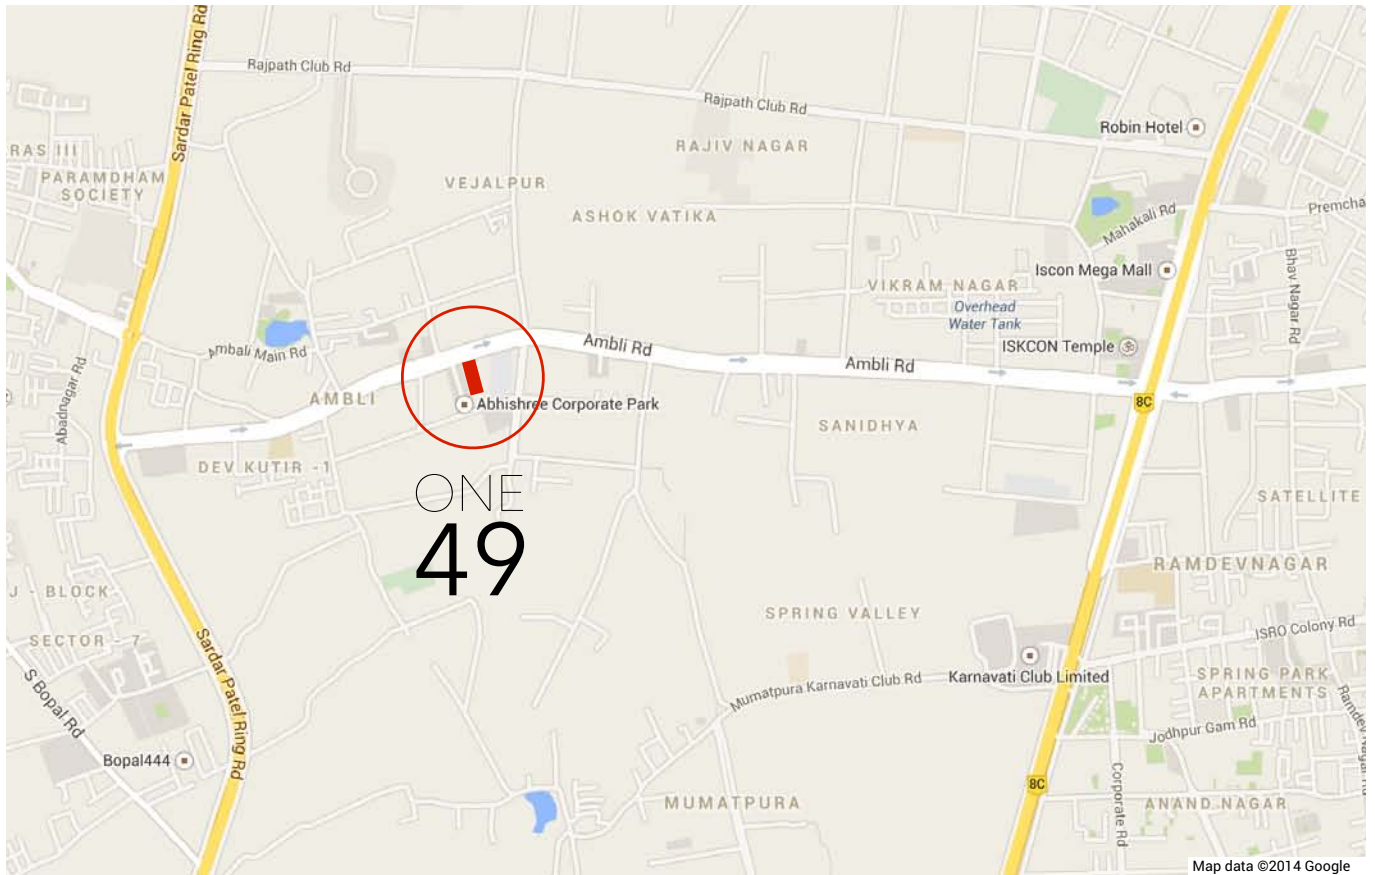 Sardar Patel Ring Rd
Rajpath Club Rd
Rajpath Club Rd
Robin Hotel
RAS III
RAJIV NAGAR
PARAMDHAM
SOCIETY
VEJALPUR
ASHOK VATIKA
Mahakali Rd
Premcha
Iscon Mega Mall
Bhav Nagar Rd
VIKRAM NAGAR
Overhead
Water Tank
ISKCON Temple
Ambali Main Rd
Ambli Rd
Ambli Rd
Abadnagar Rd
AMBLI
Abhishree Corporate Park
8C
SANIDHYA
DEV KUTIR -1
ONE
49
SATELLITE
RAMDEVNAGAR
J - BLOCK
SPRING VALLEY
SECTOR - 7
ISRO Colony Rd
Sardar Patel Ring Rd
S Bopal Rd
Karnavati Club Limited
SPRING PARK
APARTMENTS
Mumatpura Karnavati Club Rd
Jodhpur Gam Rd
Bopal444
8C
Corporate Rd
MUMATPURA
ANAND NAGAR
Map data ©2014 Google